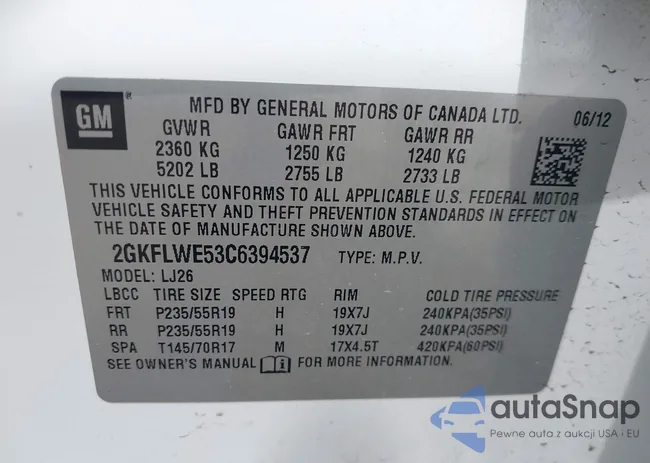 GM ®
MFD BY GENERAL MOTORS OF CANADA LTD. 06/12
GVWR GAWR FRT GAWR RR
2360 KG 1250 KG 1240 KG
5202 LB 2755 LB 2733 LB
THIS VEHICLE CONFORMS TO ALL APPLICABLE U.S. FEDERAL MOTOR
VEHICLE SAFETY AND THEFT PREVENTION STANDARDS IN EFFECT ON
THE DATE OF MANUFACTURE SHOWN ABOVE.
2GKFLWE53C6394537 TYPE: M.P.V.
MODEL: LJ26
LBCC TIRE SIZE SPEED RTG RIM COLD TIRE PRESSURE
FRT P235/55R19 H 19X7J 240KPA(35PSI)
RR P235/55R19 H 19X7J 240KPA(35PSI)
SPA T145/70R17 M 17X4.5T 420KPA(60PSI)
SEE OWNER'S MANUAL FOR MORE INFORMATION.
autaSnap
Pewne auta z aukcji USA i EU